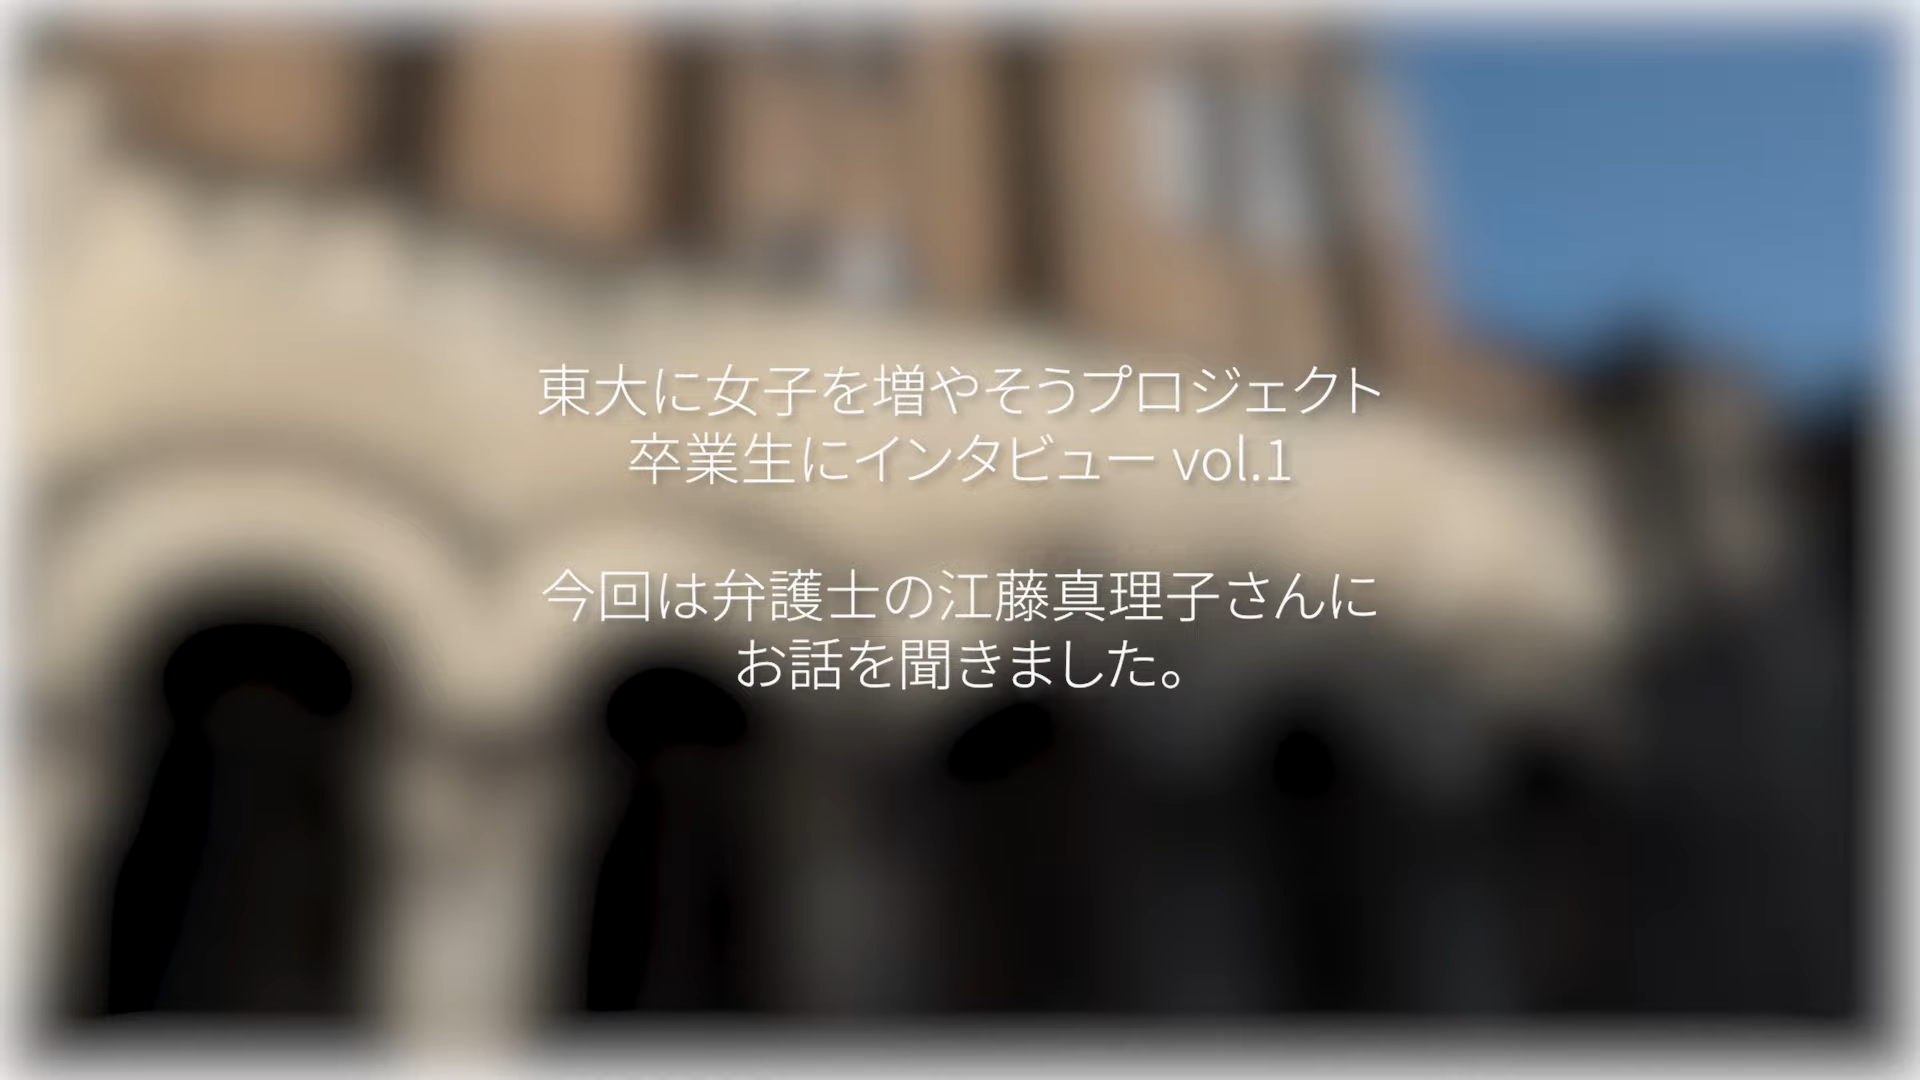 東大に女子を増やそうプロジェクト
卒業生にインタビュー vol.1
今回は弁護士の江藤真理子さんに
お話を聞きました。